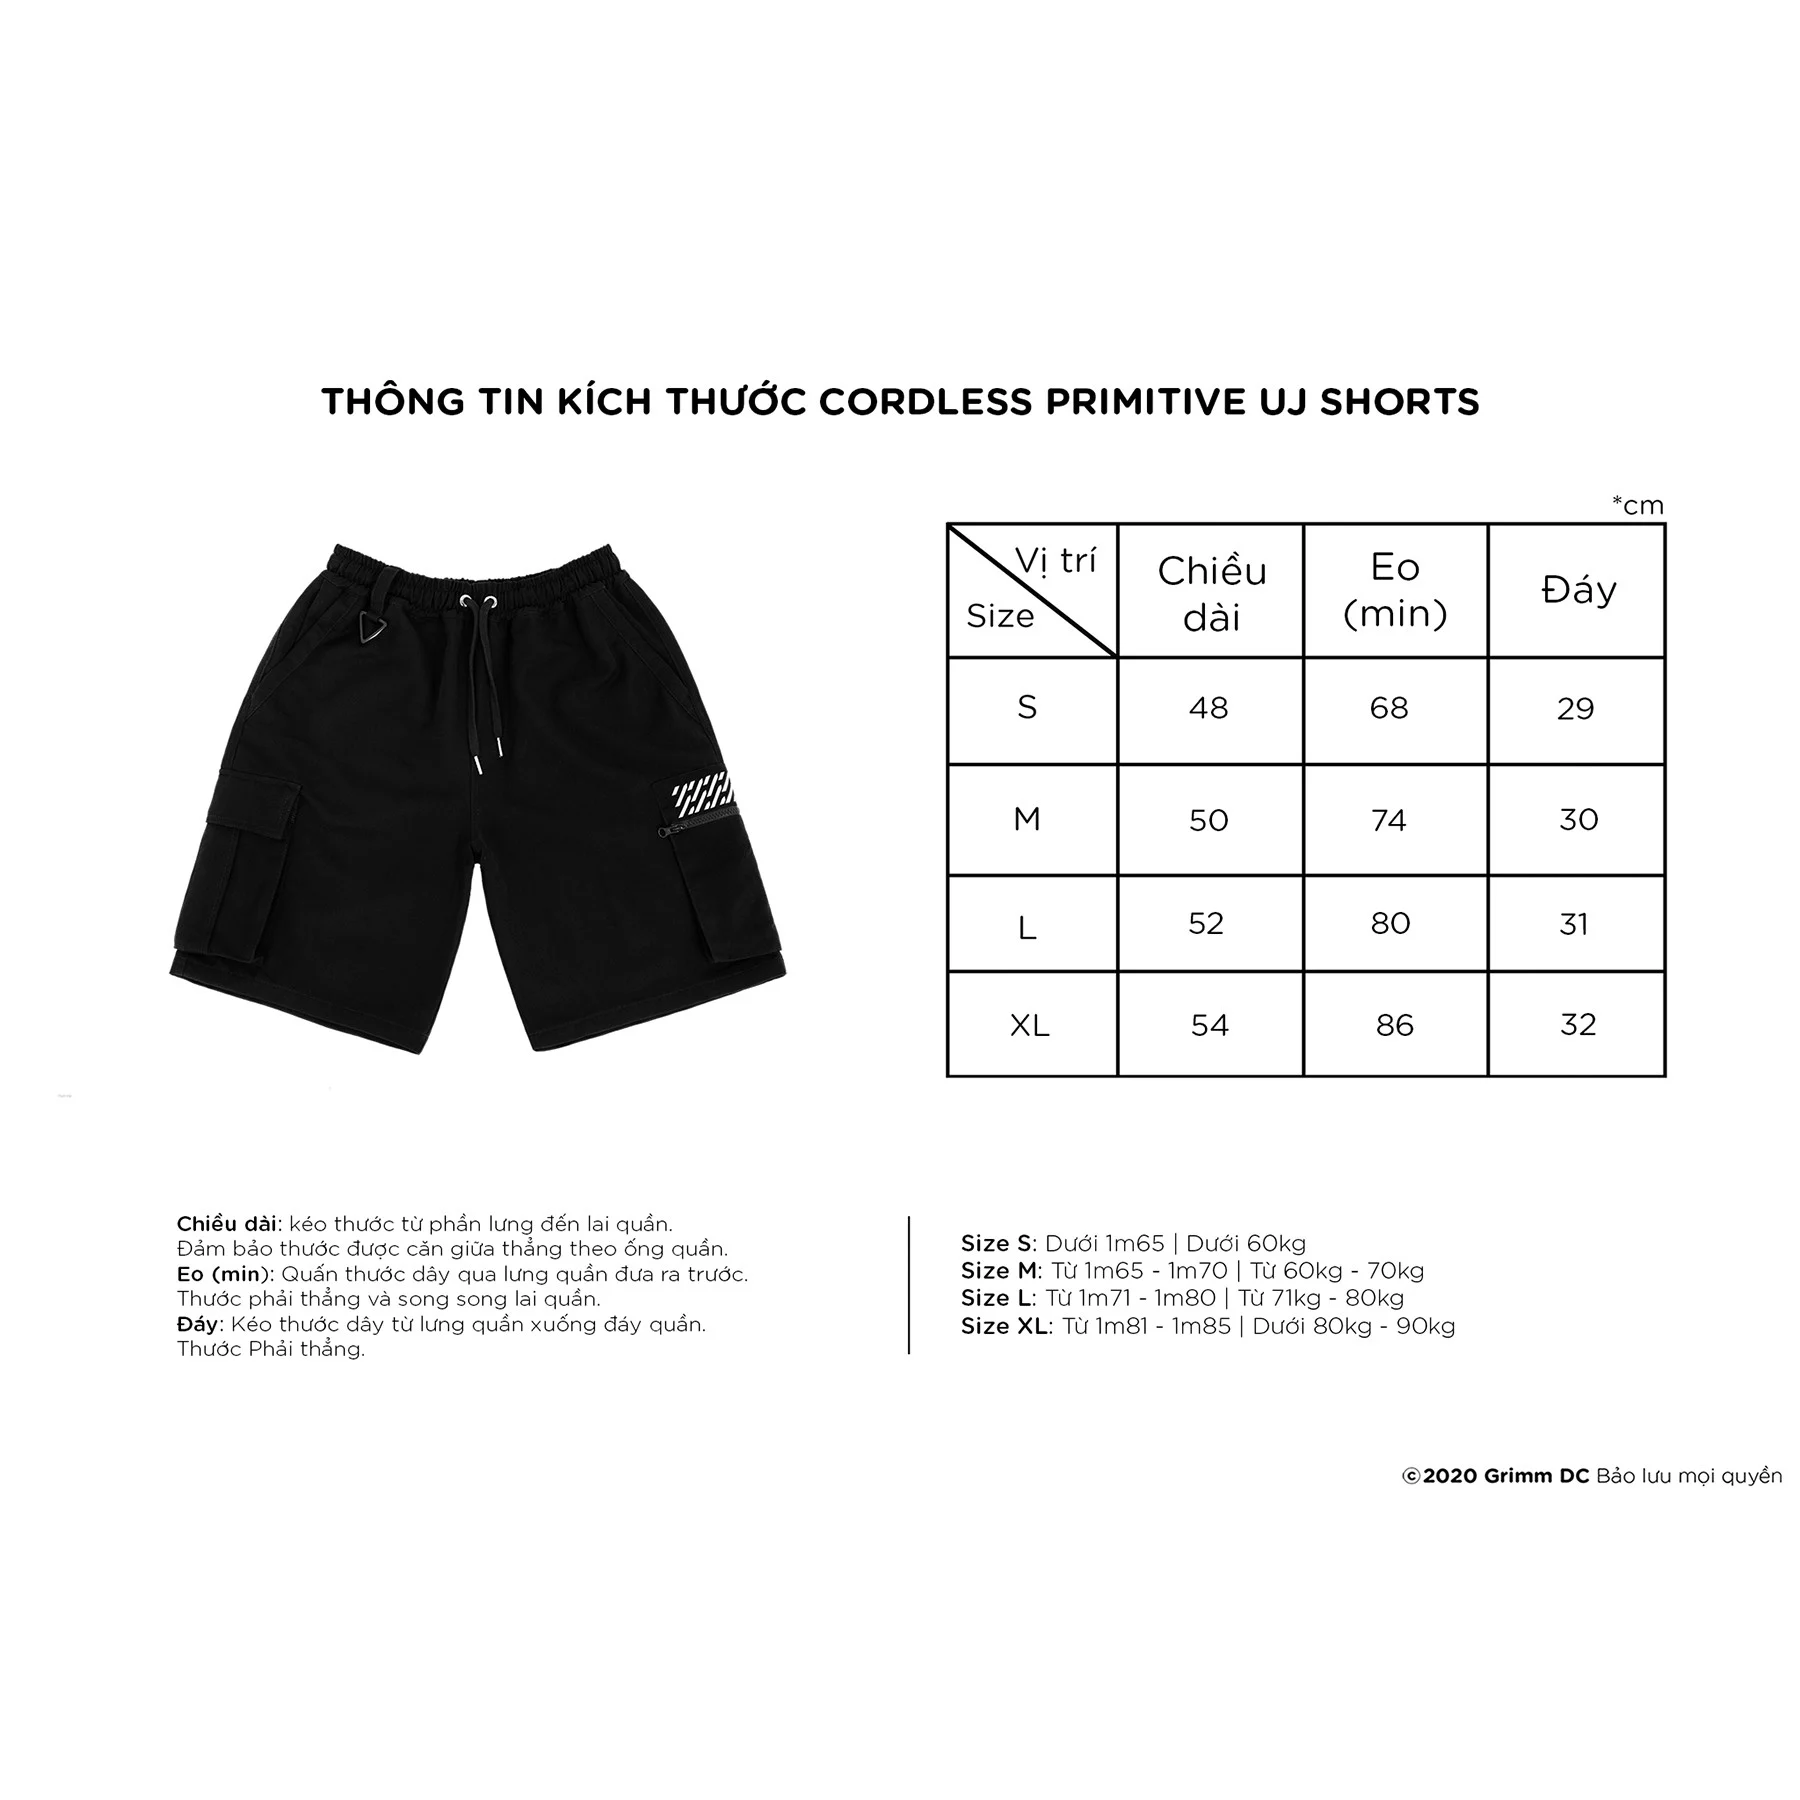 THÔNG TIN KÍCH THƯỚC CORDLESS PRIMITIVE UJ SHORTS
*cm
Vị trí
Size
Chiều dài
Eo (min)
Đáy
S 48 68 29
M 50 74 30
L 52 80 31
XL 54 86 32
Chiều dài: kéo thước từ phần lưng đến lai quần.
Đảm bảo thước được căn giữa thẳng theo ống quần.
Eo (min): Quấn thước dây qua lưng quần đưa ra trước.
Thước phải thẳng và song song lai quần.
Đáy: Kéo thước dây từ lưng quần xuống đáy quần.
Thước Phải thẳng.
Size S: Dưới 1m65 | Dưới 60kg
Size M: Từ 1m65 - 1m70 | Từ 60kg - 70kg
Size L: Từ 1m71 - 1m80 | Từ 71kg - 80kg
Size XL: Từ 1m81 - 1m85 | Dưới 80kg - 90kg
©2020 Grimm DC Bảo lưu mọi quyền